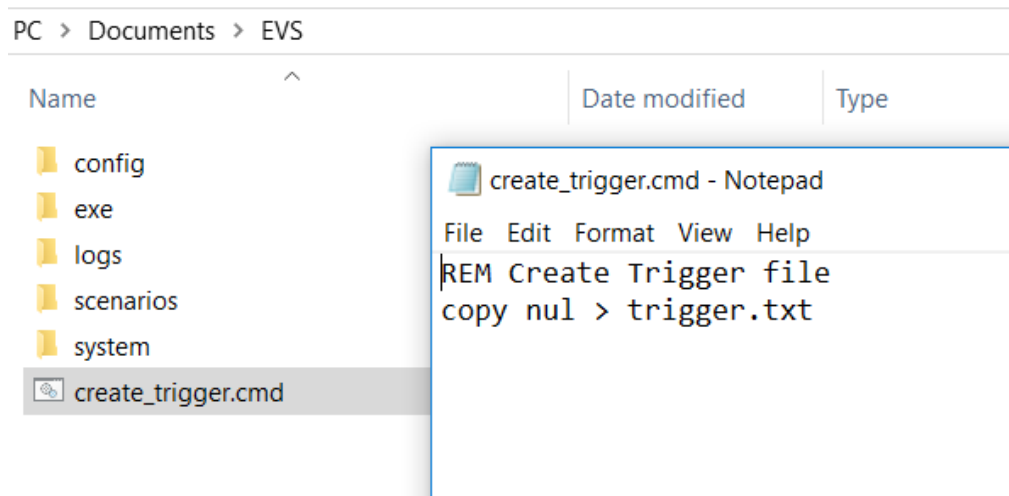 PC > Documents > EVS
Name Date modified Type
config
exe
logs
scenarios
system
create_trigger.cmd
create_trigger.cmd - Notepad
File Edit Format View Help
REM Create Trigger file
copy nul > trigger.txt